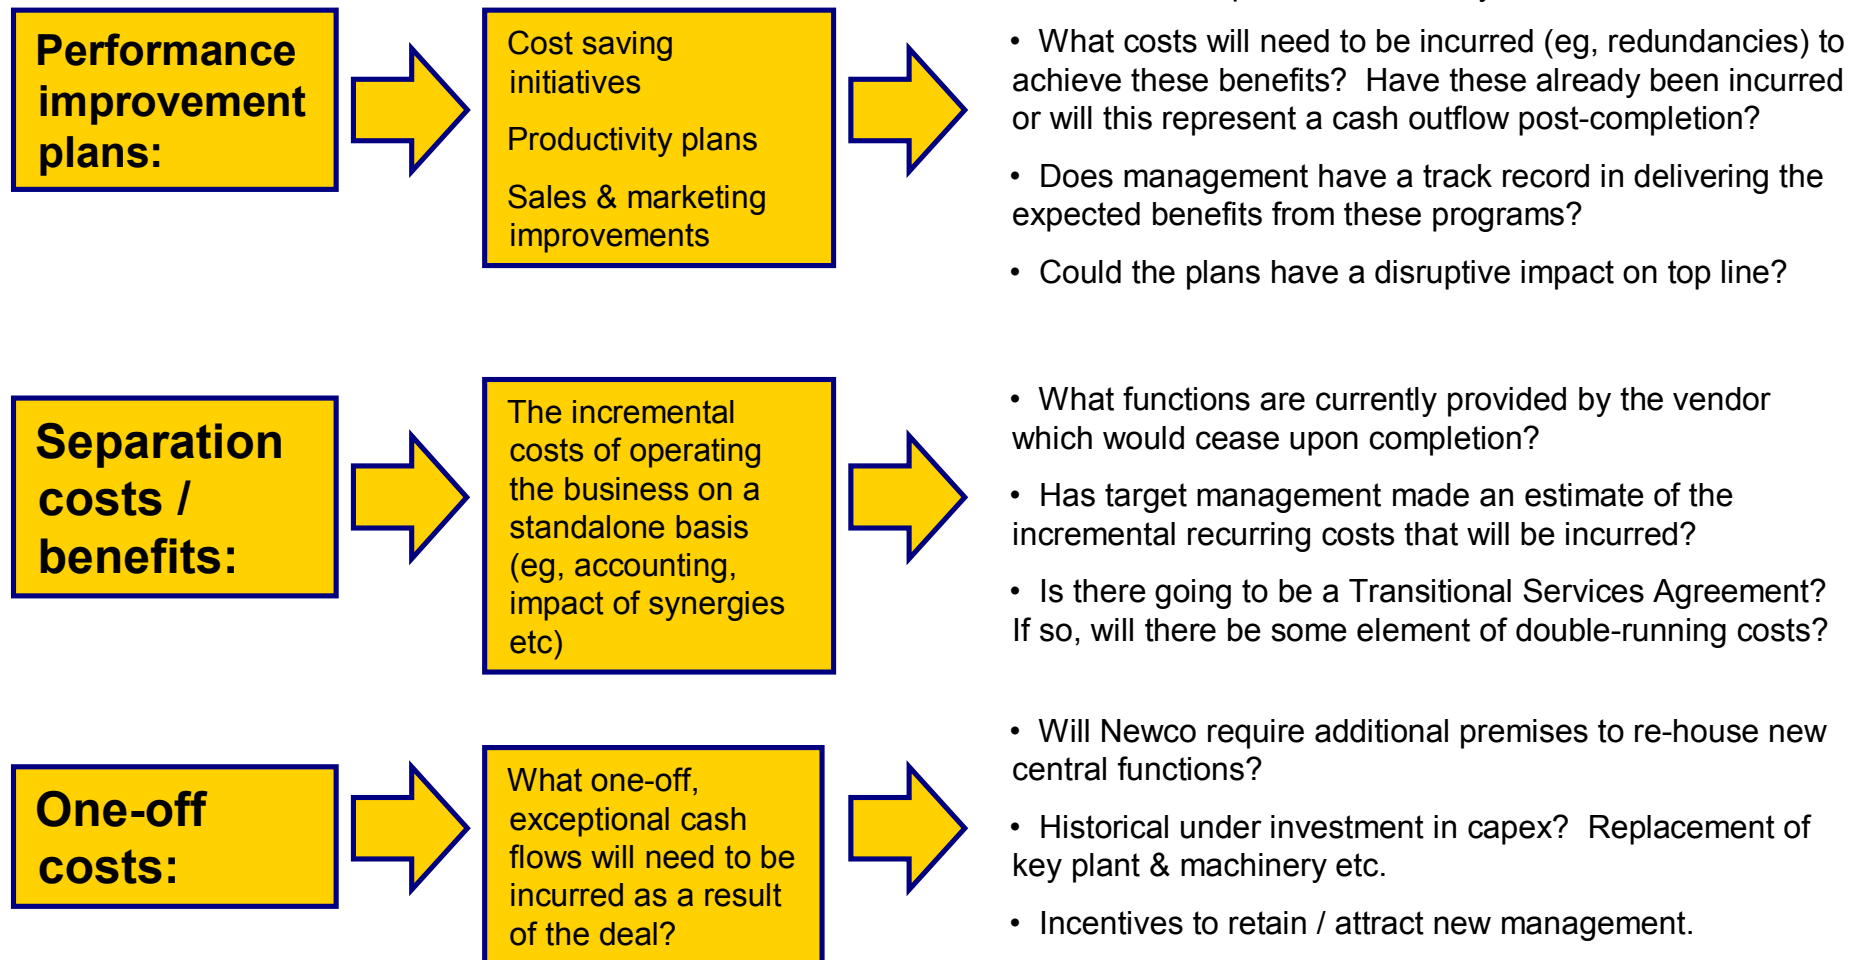 Performance
improvement
plans:
Cost saving
initiatives
Productivity plans
Sales & marketing
improvements
• What costs will need to be incurred (eg, redundancies) to
achieve these benefits? Have these already been incurred
or will this represent a cash outflow post-completion?
• Does management have a track record in delivering the
expected benefits from these programs?
• Could the plans have a disruptive impact on top line?
Separation
costs /
benefits:
The incremental
costs of operating
the business on a
standalone basis
(eg, accounting,
impact of synergies
etc)
• What functions are currently provided by the vendor
which would cease upon completion?
• Has target management made an estimate of the
incremental recurring costs that will be incurred?
• Is there going to be a Transitional Services Agreement?
If so, will there be some element of double-running costs?
One-off
costs:
What one-off,
exceptional cash
flows will need to be
incurred as a result
of the deal?
• Will Newco require additional premises to re-house new
central functions?
• Historical under investment in capex? Replacement of
key plant & machinery etc.
• Incentives to retain / attract new management.